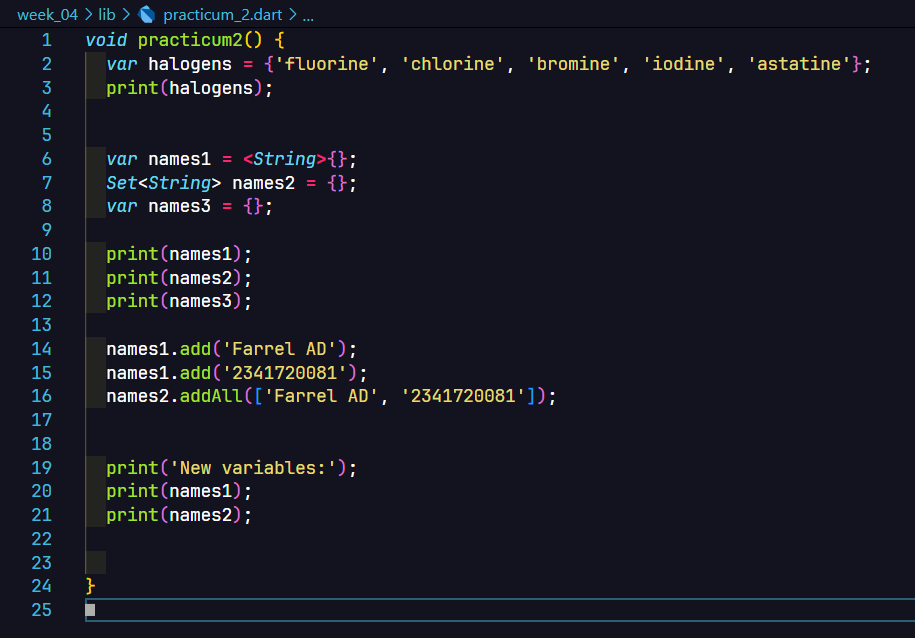 week_04 > lib > practicum_2.dart > ...
1 void practicum2() {
2   var halogens = {'fluorine', 'chlorine', 'bromine', 'iodine', 'astatine'};
3   print(halogens);
4
5
6   var names1 = <String>{};
7   Set<String> names2 = {};
8   var names3 = {};
9
10   print(names1);
11   print(names2);
12   print(names3);
13
14   names1.add('Farrel AD');
15   names1.add('2341720081');
16   names2.addAll(['Farrel AD', '2341720081']);
17
18
19   print('New variables:');
20   print(names1);
21   print(names2);
22
23
24 }
25